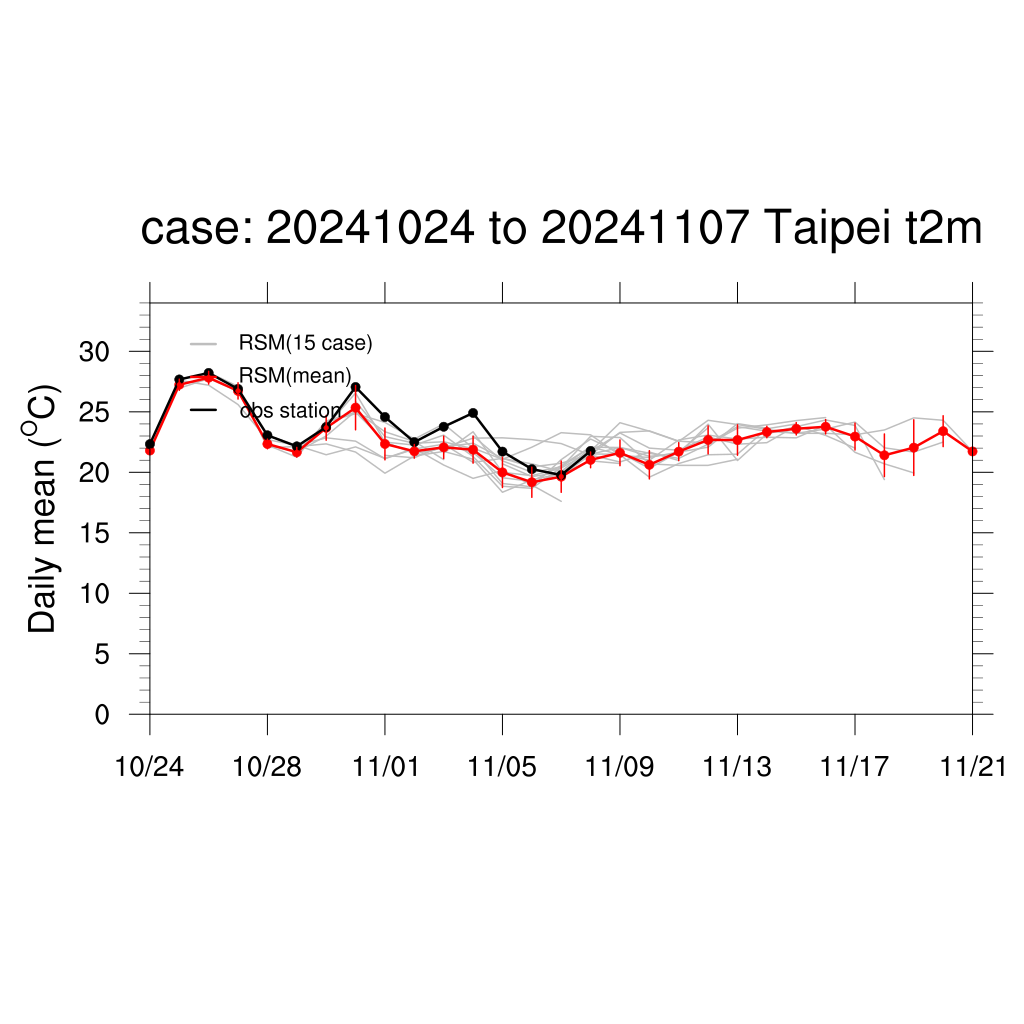 case: 20241024 to 20241107 Taipei t2m
RSM(15 case)
RSM(mean)
obs station
Daily mean (°C)
30
25
20
15
10
5
0
10/24 10/28 11/01 11/05 11/09 11/13 11/17 11/21